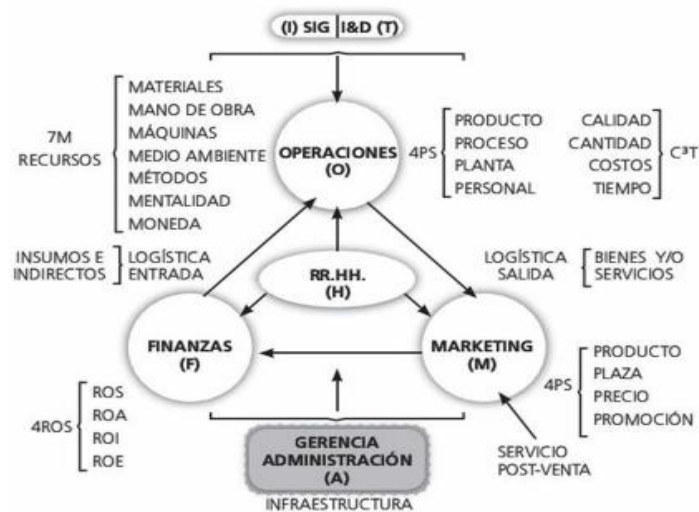 (I) SIG | I&D (T)
7M
RECURSOS
MATERIALES
MANO DE OBRA
MÁQUINAS
MEDIO AMBIENTE
MÉTODOS
MENTALIDAD
MONEDA
OPERACIONES
(O)
4PS
PRODUCTO
PROCESO
PLANTA
PERSONAL
CALIDAD
CANTIDAD
COSTOS
TIEMPO
C³T
INSUMOS E
INDIRECTOS
LOGÍSTICA
ENTRADA
RR.HH.
(H)
LOGÍSTICA
SALIDA
BIENES Y/O
SERVICIOS
FINANZAS
(F)
MARKETING
(M)
4ROS
ROS
ROA
ROI
ROE
4PS
PRODUCTO
PLAZA
PRECIO
PROMOCIÓN
SERVICIO
POST-VENTA
GERENCIA
ADMINISTRACIÓN
(A)
INFRAESTRUCTURA